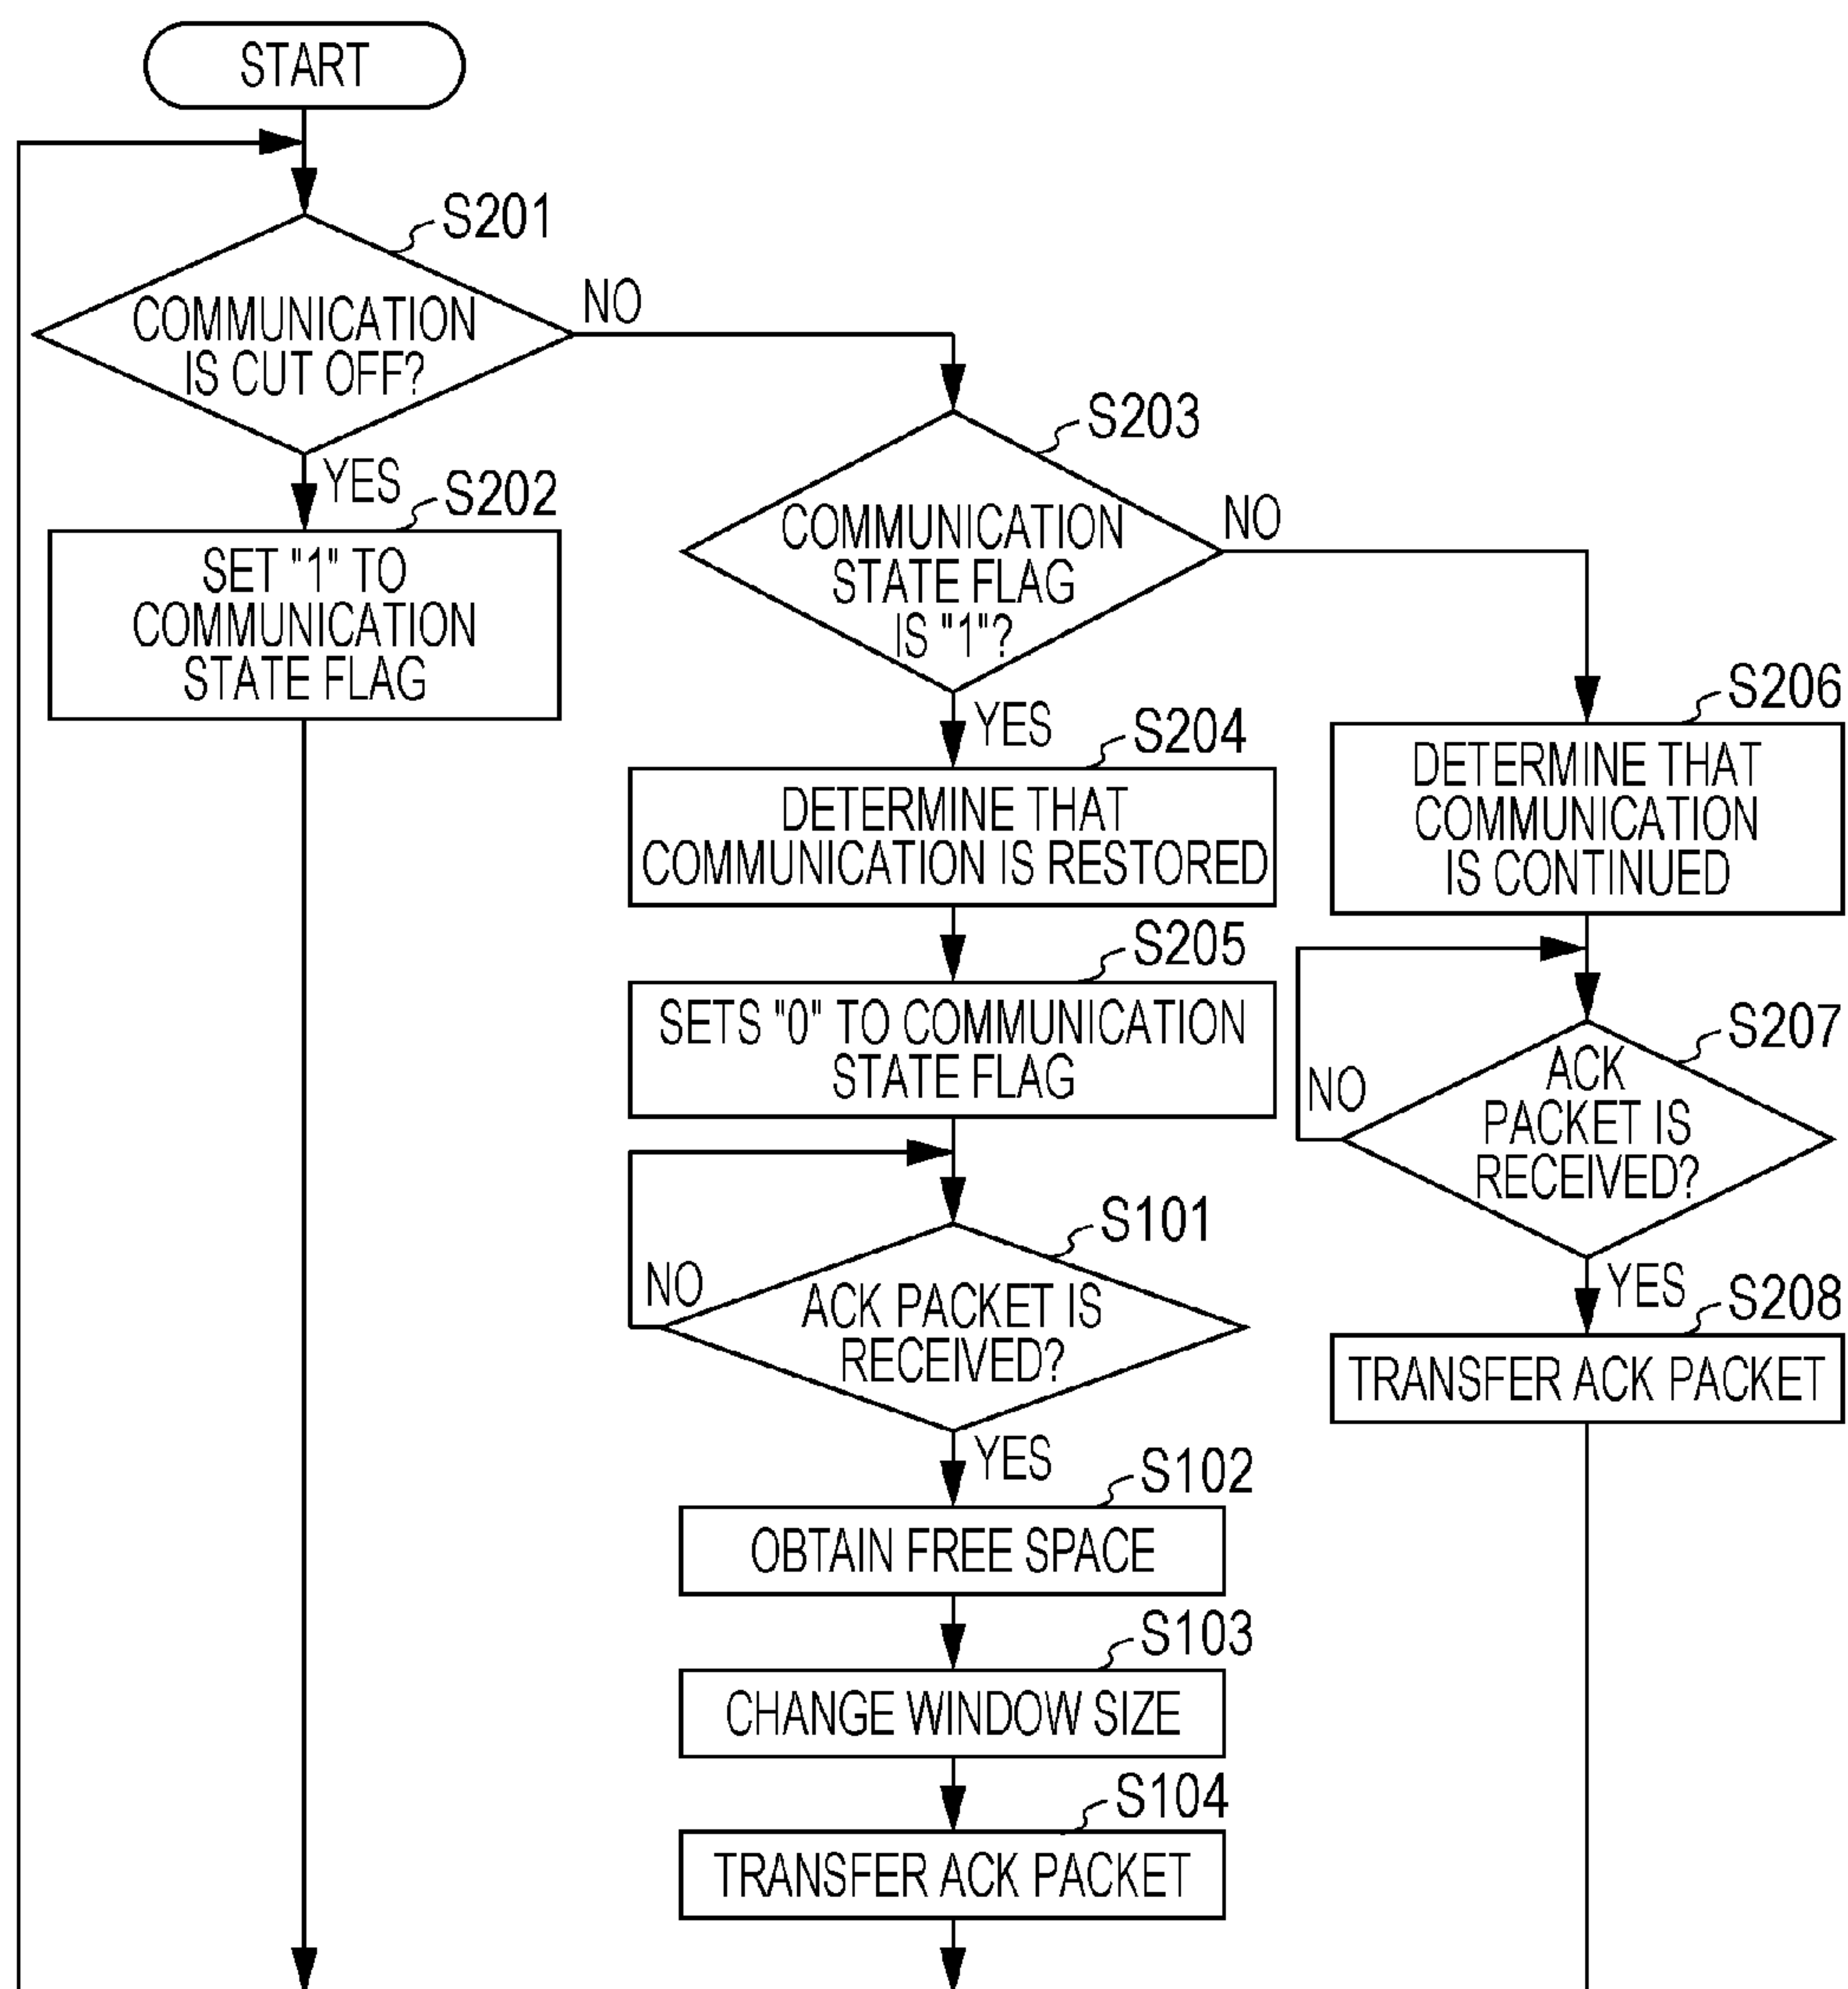 START
S201
COMMUNICATION
IS CUT OFF?
NO
YES
S202
SET "1" TO
COMMUNICATION
STATE FLAG
S203
COMMUNICATION
STATE FLAG
IS "1"?
NO
YES
S204
DETERMINE THAT
COMMUNICATION IS RESTORED
S205
SETS "0" TO COMMUNICATION
STATE FLAG
S101
NO
ACK PACKET IS
RECEIVED?
YES
S102
OBTAIN FREE SPACE
S103
CHANGE WINDOW SIZE
S104
TRANSFER ACK PACKET
S206
DETERMINE THAT
COMMUNICATION
IS CONTINUED
S207
NO
ACK
PACKET IS
RECEIVED?
YES
S208
TRANSFER ACK PACKET